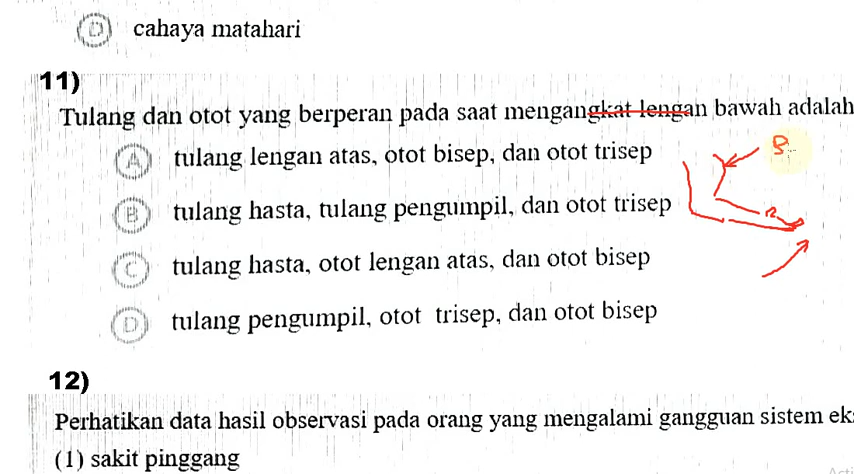 D cahaya matahari
11)
Tulang dan otot yang berperan pada saat mengangkat lengan bawah adalah
A tulang lengan atas, otot bisep, dan otot trisep
B tulang hasta, tulang pengumpil, dan otot trisep
C tulang hasta, otot lengan atas, dan otot bisep
D tulang pengumpil, otot trisep, dan otot bisep
12)
Perhatikan data hasil observasi pada orang yang mengalami gangguan sistem
(1) sakit pinggang